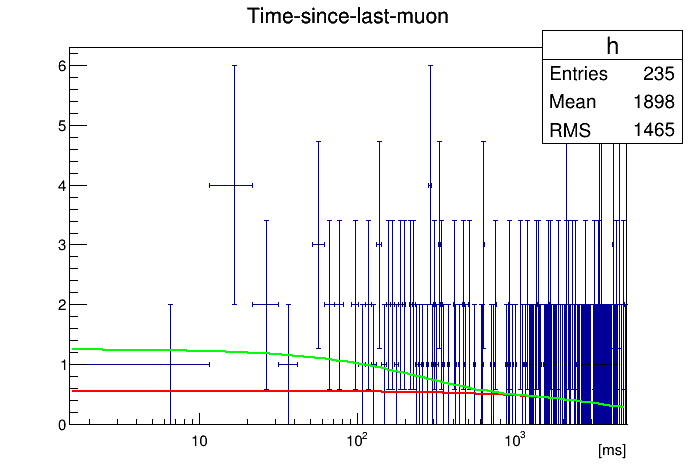 Time-since-last-muon
h
Entries 235
Mean 1898
RMS 1465
6
5
4
3
2
1
0
10
10²
10³
[ms]